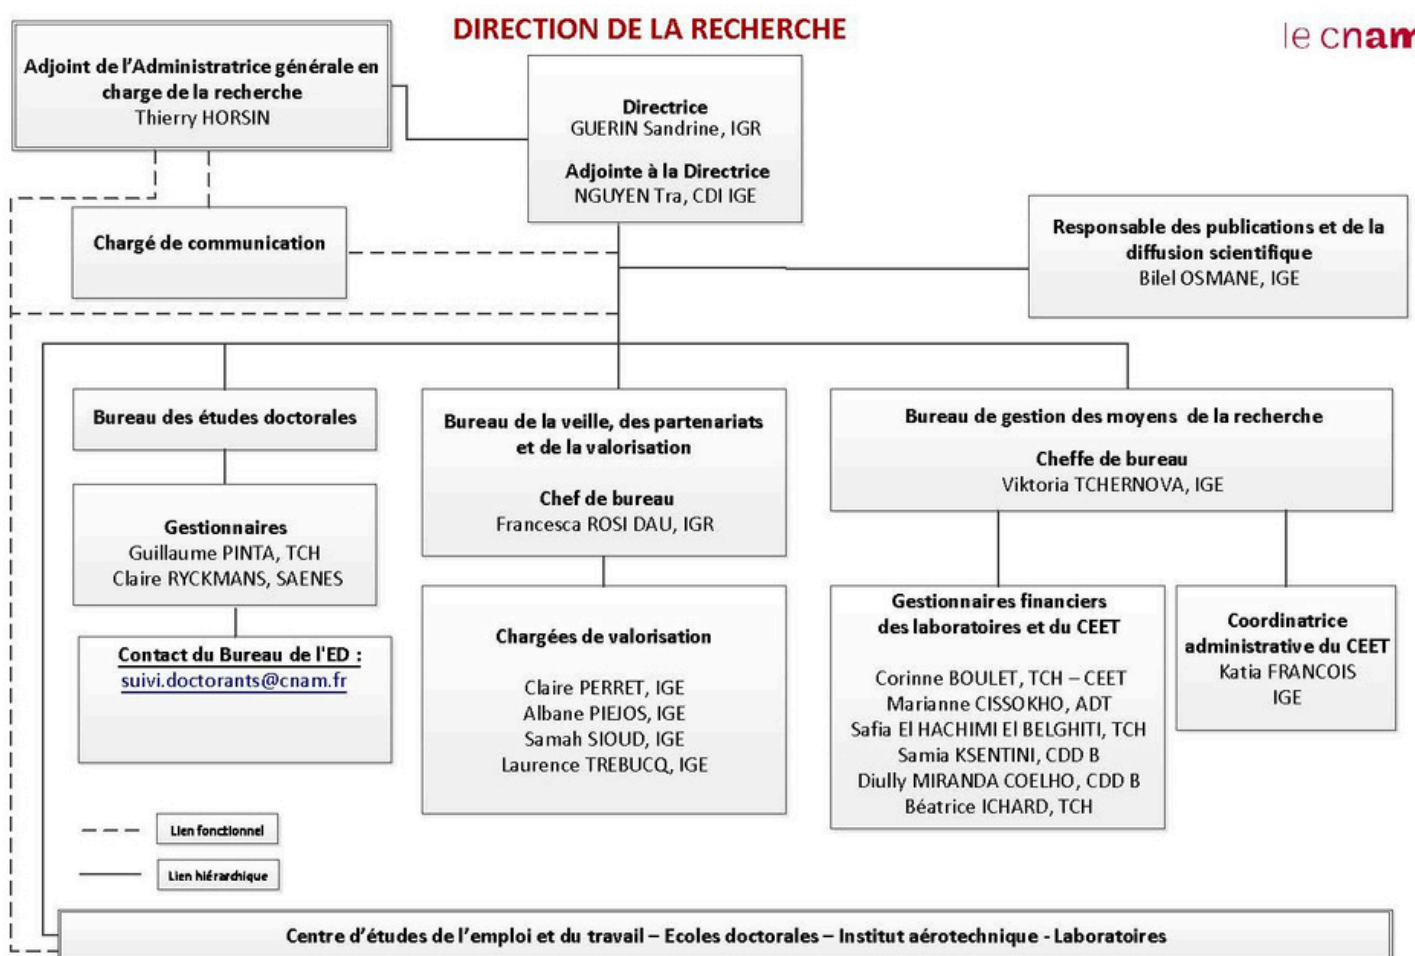 DIRECTION DE LA RECHERCHE
le cnam
Adjoint de l'Administratrice générale en
charge de la recherche
Thierry HORSIN
Directrice
GUERIN Sandrine, IGR
Adjointe à la Directrice
NGUYEN Tra, CDI IGE
Chargé de communication
Responsable des publications et de la
diffusion scientifique
Bilel OSMANE, IGE
Bureau des études doctorales
Gestionnaires
Guillaume PINTA, TCH
Claire RYCKMANS, SAENES
Contact du Bureau de l'ED :
suivi.doctorants@cnam.fr
Bureau de la veille, des partenariats
et de la valorisation
Chef de bureau
Francesca ROSI DAU, IGR
Chargées de valorisation
Claire PERRET, IGE
Albane PIEJOS, IGE
Samah SIOUD, IGE
Laurence TREBUCQ, IGE
Bureau de gestion des moyens de la recherche
Cheffe de bureau
Viktoria TCHERNOVA, IGE
Gestionnaires financiers
des laboratoires et du CEET
Corinne BOULET, TCH – CEET
Marianne CISSOKHO, ADT
Safia El HACHIMI El BELGHITI, TCH
Samia KSENTINI, CDD B
Diully MIRANDA COELHO, CDD B
Béatrice ICHARD, TCH
Coordinatrice
administrative du CEET
Katia FRANCOIS
IGE
Lien fonctionnel
Lien hiérarchique
Centre d'études de l'emploi et du travail – Ecoles doctorales – Institut aérotechnique - Laboratoires